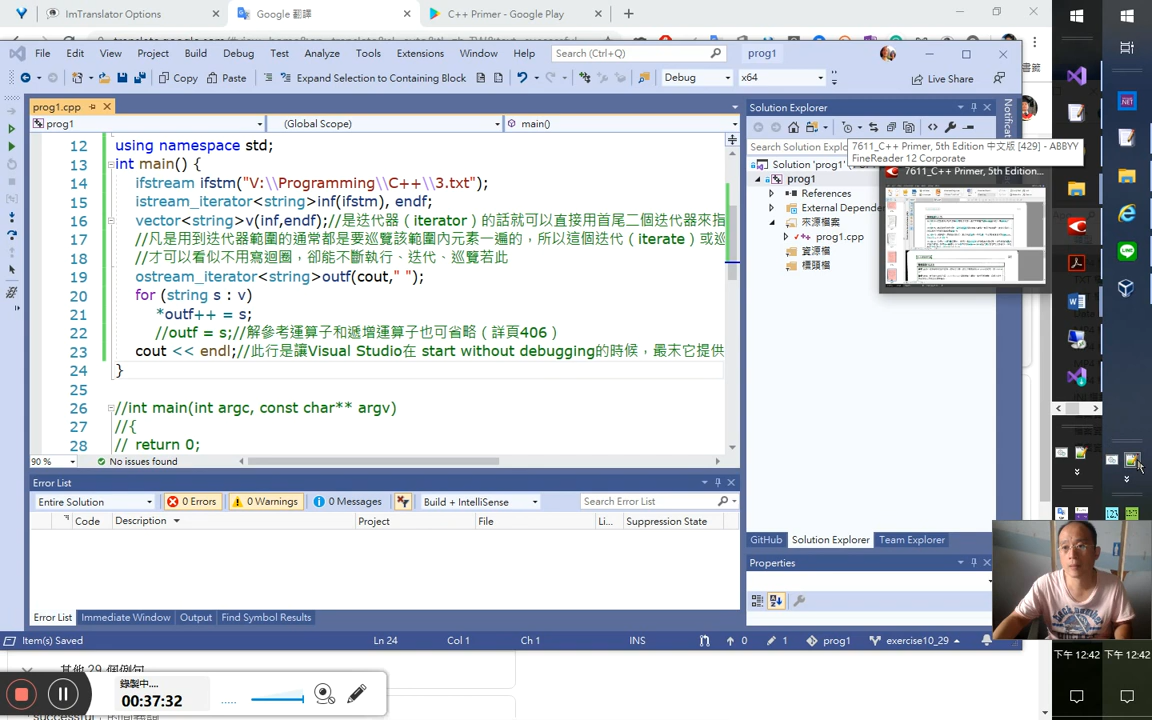 ImTranslator Options
Google 翻譯
C++ Primer - Google Play
File Edit View Project Build Debug Test Analyze Tools Extensions Window Help Search (Ctrl+Q) prog1
Copy Paste Expand Selection to Containing Block Debug x64 Live Share
prog1.cpp
prog1 (Global Scope) main()
12 using namespace std;
13 int main() {
14 ifstream ifstm("V:\\Programming\\C++\\3.txt");
15 istream_iterator<string> inf(ifstm), endf;
16 vector<string>v(inf,endf);//是迭代器（iterator）的話就可以直接用首尾二個迭代器來指
17 //凡是用到迭代器範圍的通常都是要巡覽該範圍內元素一遍的，所以這個迭代（iterate）或巡
18 //才可以看似不用寫迴圈，卻能不斷執行、迭代、巡覽若此
19 ostream_iterator<string>outf(cout," ");
20 for (string s : v)
21 *outf++ = s;
22 //outf = s;//解參考運算子和遞增運算子也可省略（詳頁406）
23 cout << endl;//此行是讓Visual Studio在 start without debugging的時候，最末它提供
24 }
25
26 //int main(int argc, const char** argv)
27 //{
28 // return 0;
90 % No issues found
Solution Explorer
Search Solution Explo
7611_C++ Primer, 5th Edition 中文版 [429] - ABBYY
FineReader 12 Corporate
7611_C++ Primer, 5th Edition...
Solution 'prog1'
prog1
References
External Depende
來源檔案
prog1.cpp
資源檔
標頭檔
Notificat
GitHub Solution Explorer Team Explorer
Properties
Error List
Entire Solution 0 Errors 0 Warnings 0 Messages Build + IntelliSense Search Error List
Code Description Project File Li... Suppression State
Error List Immediate Window Output Find Symbol Results
Item(s) Saved Ln 24 Col 1 Ch 1 INS 0 1 prog1 exercise10_29
其他 29 個例句
錄製中....
00:37:32
下午 12:42
下午 12:42